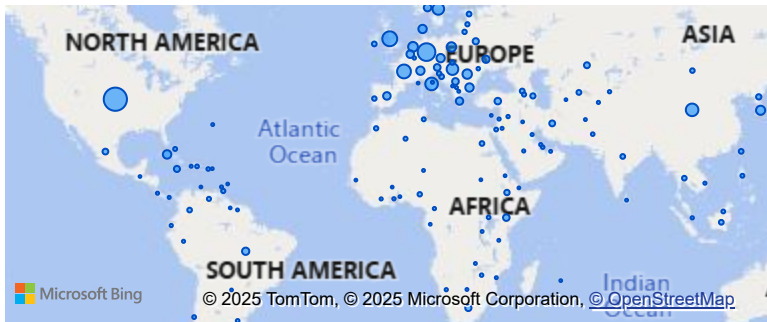 NORTH AMERICA
ASIA
EUROPE
Atlantic
Ocean
AFRICA
SOUTH AMERICA
Indian
Ocean
Microsoft Bing
© 2025 TomTom, © 2025 Microsoft Corporation, © OpenStreetMap